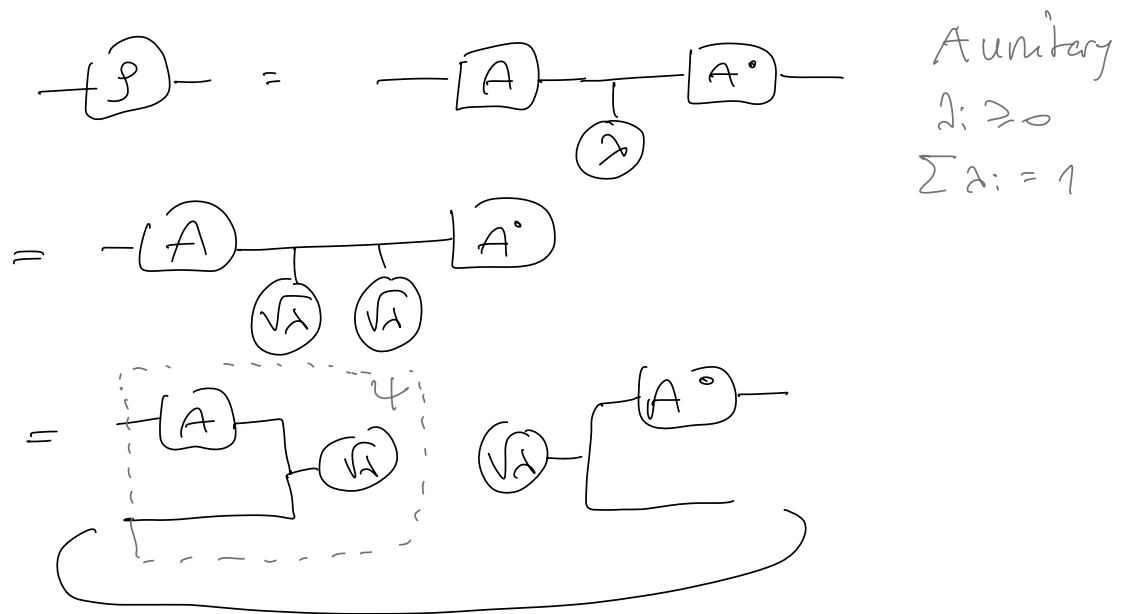 ρ = A λ A°
A unitary
λi ≥ 0
Σ λi = 1
= A √λ √λ A°
= A √λ ψ √λ A°